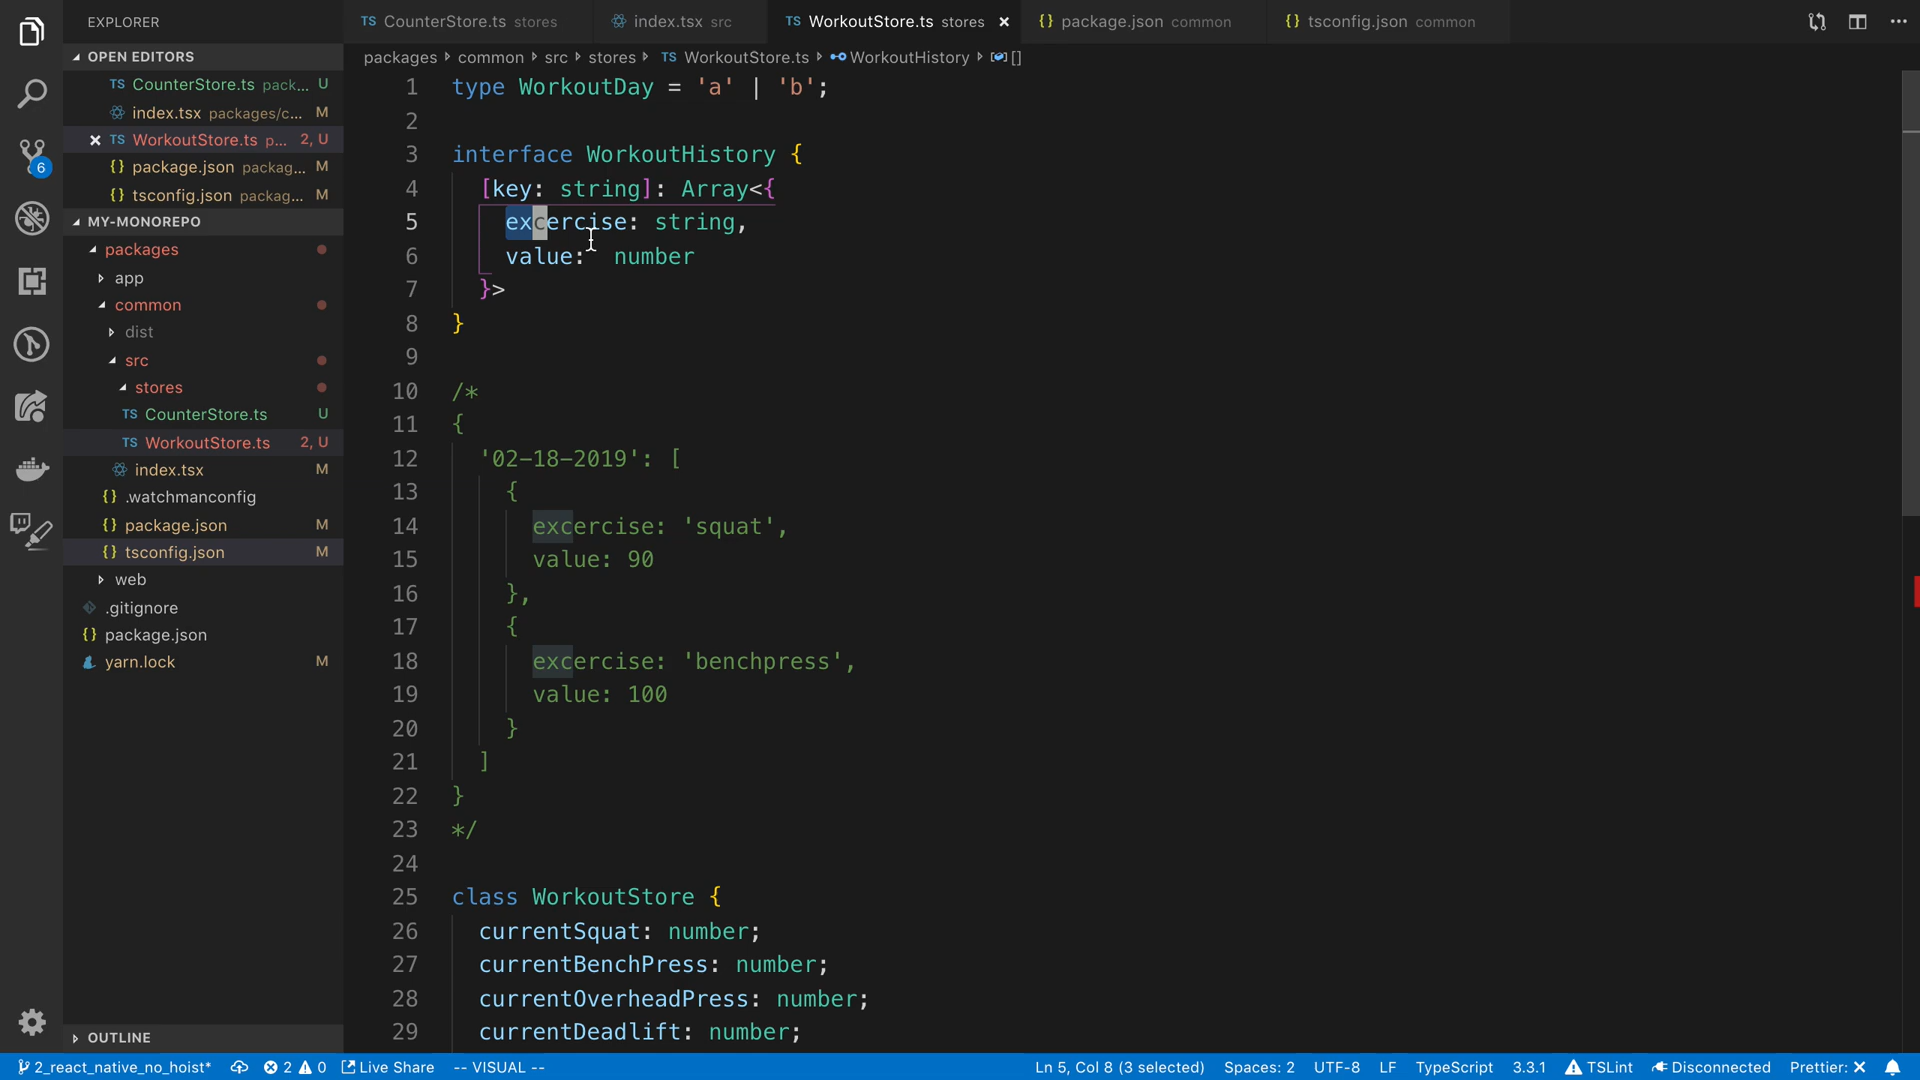 EXPLORER
OPEN EDITORS
TS CounterStore.ts pack... U
index.tsx packages/c... M
× TS WorkoutStore.ts p... 2, U
{} package.json packag... M
{} tsconfig.json packag... M
MY-MONOREPO
packages
app
common
dist
src
stores
TS CounterStore.ts U
TS WorkoutStore.ts 2, U
index.tsx M
{} .watchmanconfig
{} package.json M
{} tsconfig.json M
web
.gitignore
{} package.json
yarn.lock M
OUTLINE
6
TS CounterStore.ts stores
index.tsx src
TS WorkoutStore.ts stores ×
{} package.json common
{} tsconfig.json common
packages common src stores TS WorkoutStore.ts WorkoutHistory []
1 type WorkoutDay = 'a' | 'b';
2
3 interface WorkoutHistory {
4 [key: string]: Array<{
5 excercise: string,
6 value: number
7 }>
8 }
9
10 /*
11 {
12 '02-18-2019': [
13 {
14 excercise: 'squat',
15 value: 90
16 },
17 {
18 excercise: 'benchpress',
19 value: 100
20 }
21 ]
22 }
23 */
24
25 class WorkoutStore {
26 currentSquat: number;
27 currentBenchPress: number;
28 currentOverheadPress: number;
29 currentDeadlift: number;
2_react_native_no_hoist* 2 0 Live Share -- VISUAL -- Ln 5, Col 8 (3 selected) Spaces: 2 UTF-8 LF TypeScript 3.3.1 TSLint Disconnected Prettier: ×